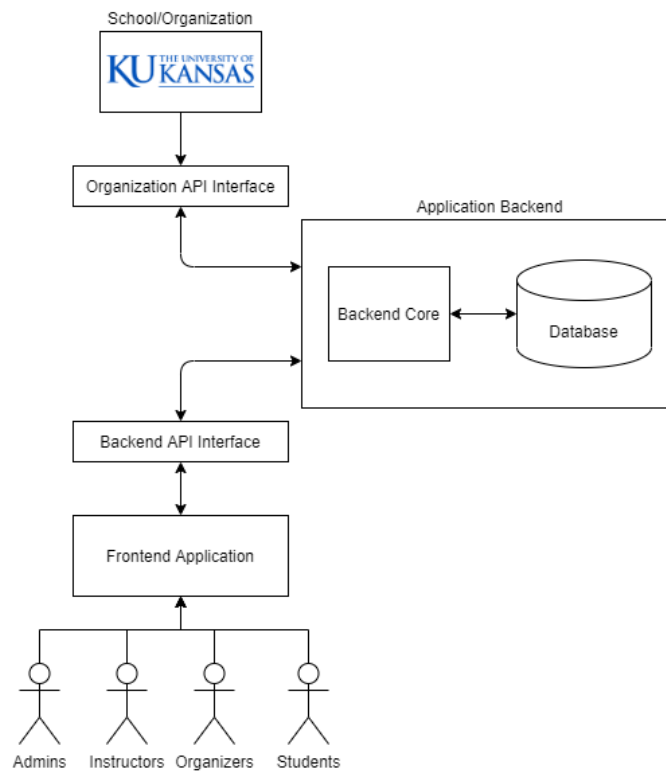 School/Organization
KU THE UNIVERSITY OF
KANSAS
Organization API Interface
Application Backend
Backend Core
Database
Backend API Interface
Frontend Application
Admins
Instructors
Organizers
Students